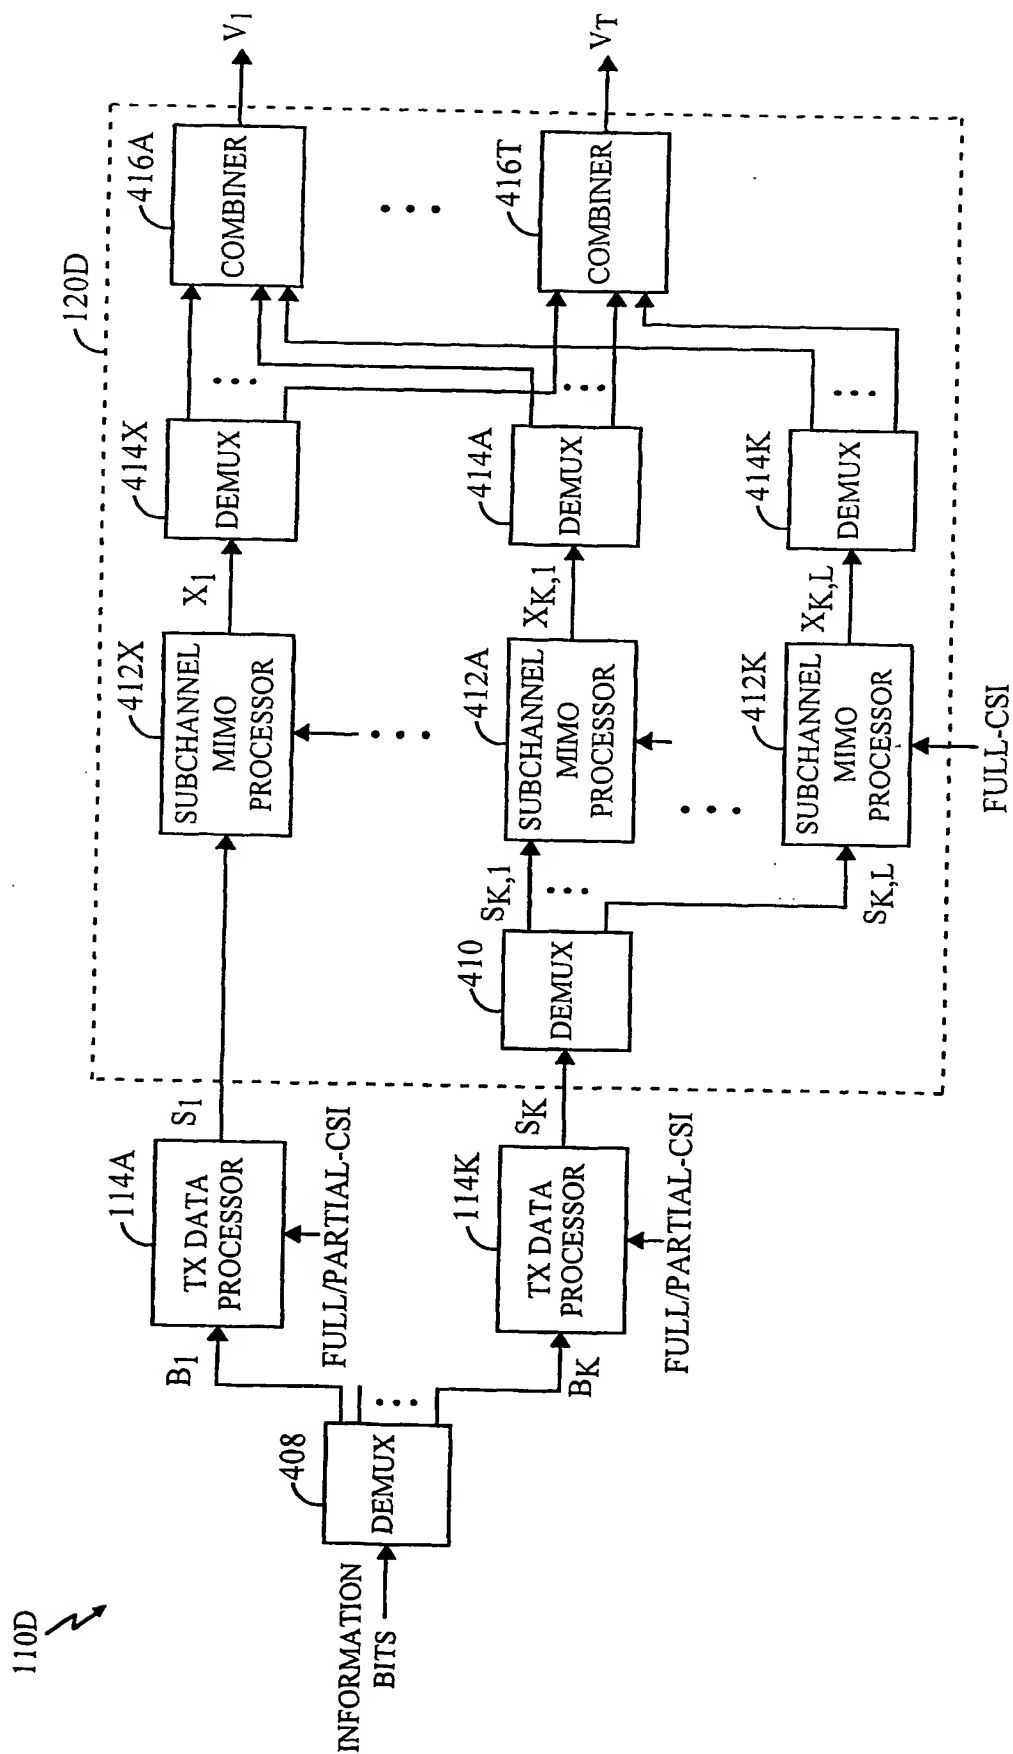 110D
INFORMATION
BITS
408
DEMUX
B1
BK
114A
TX DATA
PROCESSOR
FULL/PARTIAL-CSI
114K
TX DATA
PROCESSOR
FULL/PARTIAL-CSI
S1
SK
120D
410
DEMUX
SK,1
SK,L
412X
SUBCHANNEL
MIMO
PROCESSOR
412A
SUBCHANNEL
MIMO
PROCESSOR
412K
SUBCHANNEL
MIMO
PROCESSOR
FULL-CSI
X1
XK,1
XK,L
414X
DEMUX
414A
DEMUX
414K
DEMUX
416A
COMBINER
416T
COMBINER
V1
VT